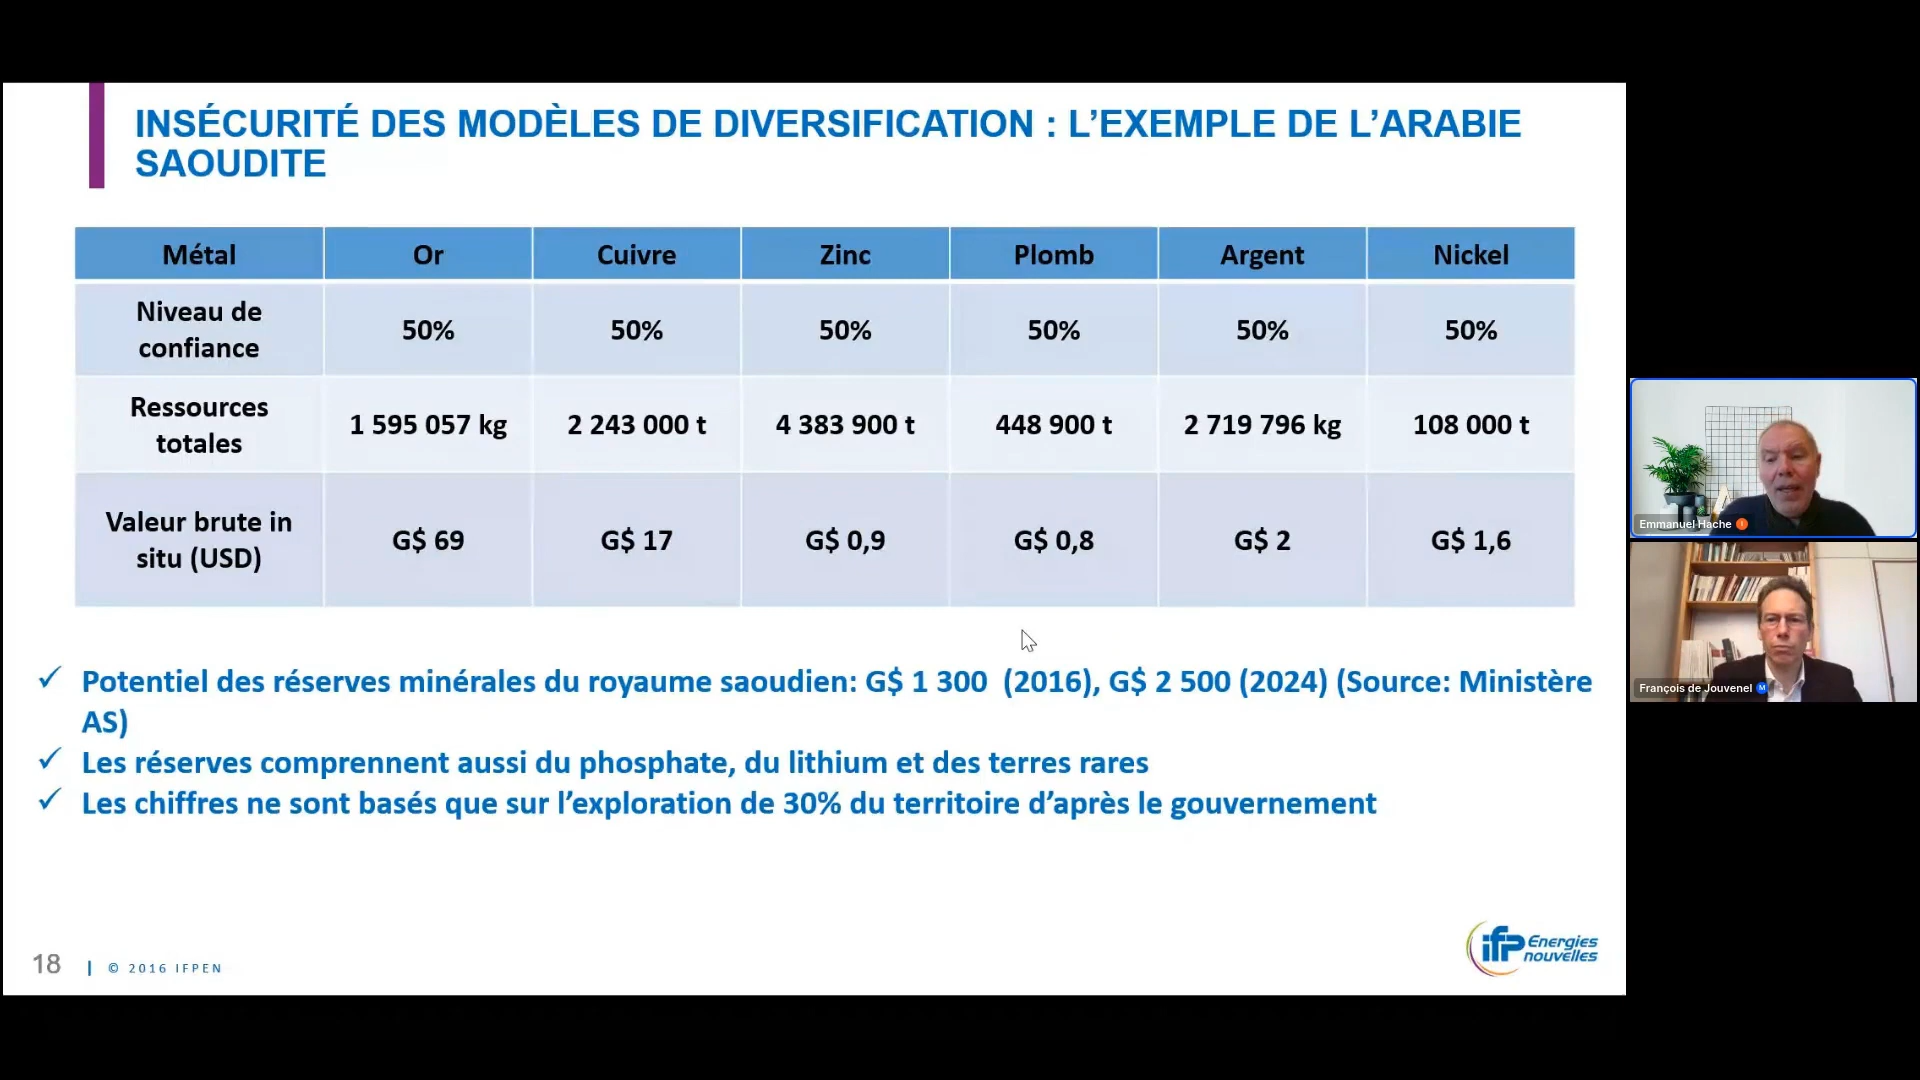 INSÉCURITÉ DES MODÈLES DE DIVERSIFICATION : L’EXEMPLE DE L’ARABIE
SAOUDITE
Métal Or Cuivre Zinc Plomb Argent Nickel
Niveau de
confiance 50% 50% 50% 50% 50% 50%
Ressources
totales 1 595 057 kg 2 243 000 t 4 383 900 t 448 900 t 2 719 796 kg 108 000 t
Valeur brute in
situ (USD) G$ 69 G$ 17 G$ 0,9 G$ 0,8 G$ 2 G$ 1,6
✓ Potentiel des réserves minérales du royaume saoudien: G$ 1 300 (2016), G$ 2 500 (2024) (Source: Ministère
AS)
✓ Les réserves comprennent aussi du phosphate, du lithium et des terres rares
✓ Les chiffres ne sont basés que sur l’exploration de 30% du territoire d’après le gouvernement
18 | © 2016 IFPEN
ifp Energies
nouvelles
Emmanuel Hache
François de Jouvenel M